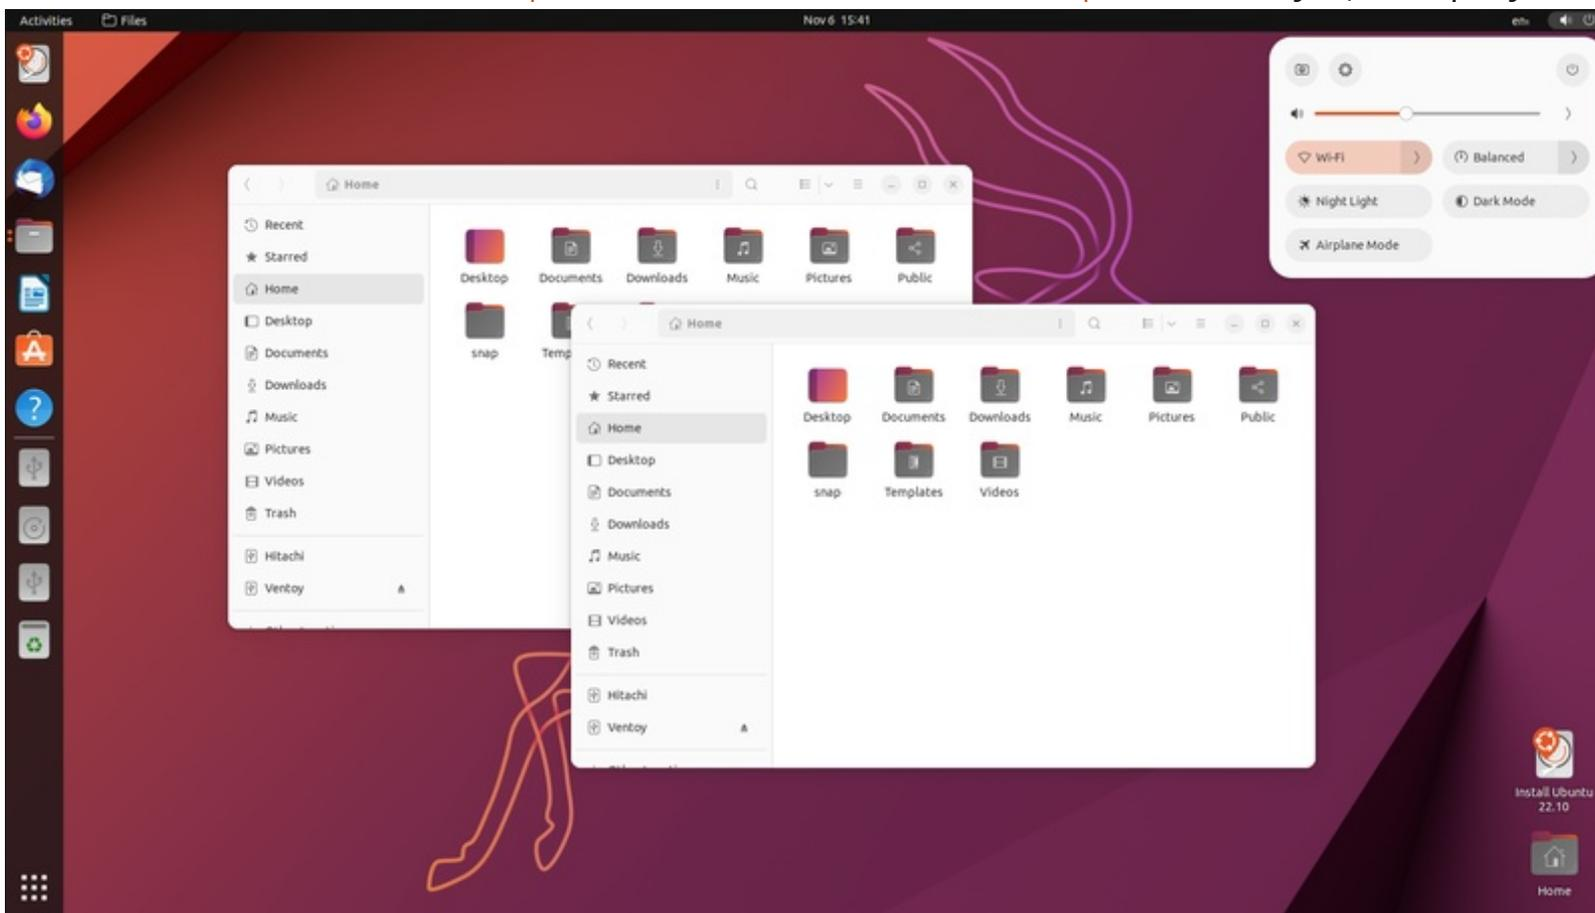 Activities Files Nov 6 15:41 en₁
Wi-Fi Balanced
Night Light Dark Mode
Airplane Mode
Home
Recent
Starred
Home
Desktop
Documents
Downloads
Music
Pictures
Videos
Trash
Hitachi
Ventoy
Desktop Documents Downloads Music Pictures Public
snap Temp
Home
Recent
Starred
Home
Desktop
Documents
Downloads
Music
Pictures
Videos
Trash
Hitachi
Ventoy
Desktop Documents Downloads Music Pictures Public
snap Templates Videos
Install Ubuntu
22.10
Home